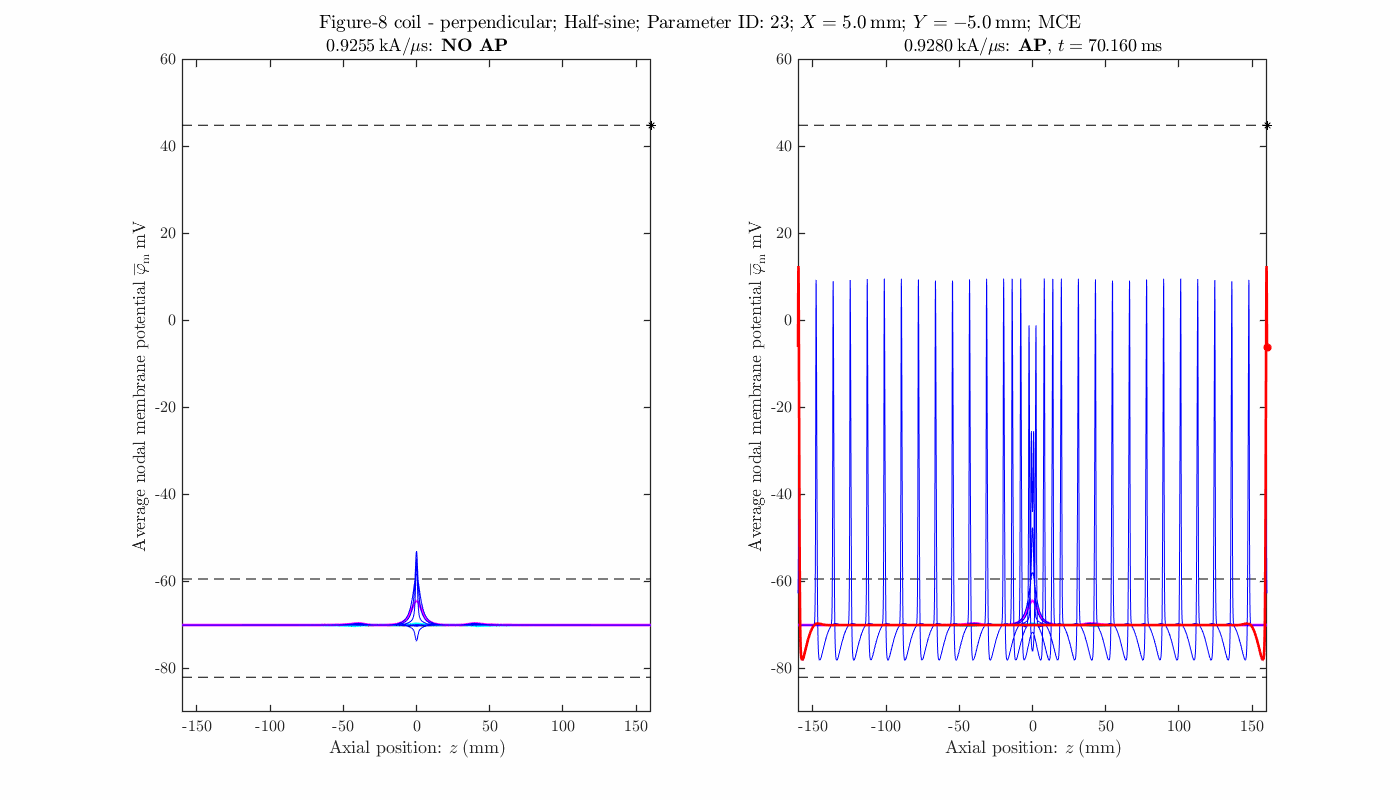 Figure-8 coil - perpendicular; Half-sine; Parameter ID: 23; X = 5.0 mm; Y = −5.0 mm; MCE
0.9255 kA/μs: NO AP
60
40
20
0
-20
-40
-60
-80
-150 -100 -50 0 50 100 150
Average nodal membrane potential φ̅m mV
Axial position: z (mm)
0.9280 kA/μs: AP, t = 70.160 ms
60
40
20
0
-20
-40
-60
-80
-150 -100 -50 0 50 100 150
Average nodal membrane potential φ̅m mV
Axial position: z (mm)